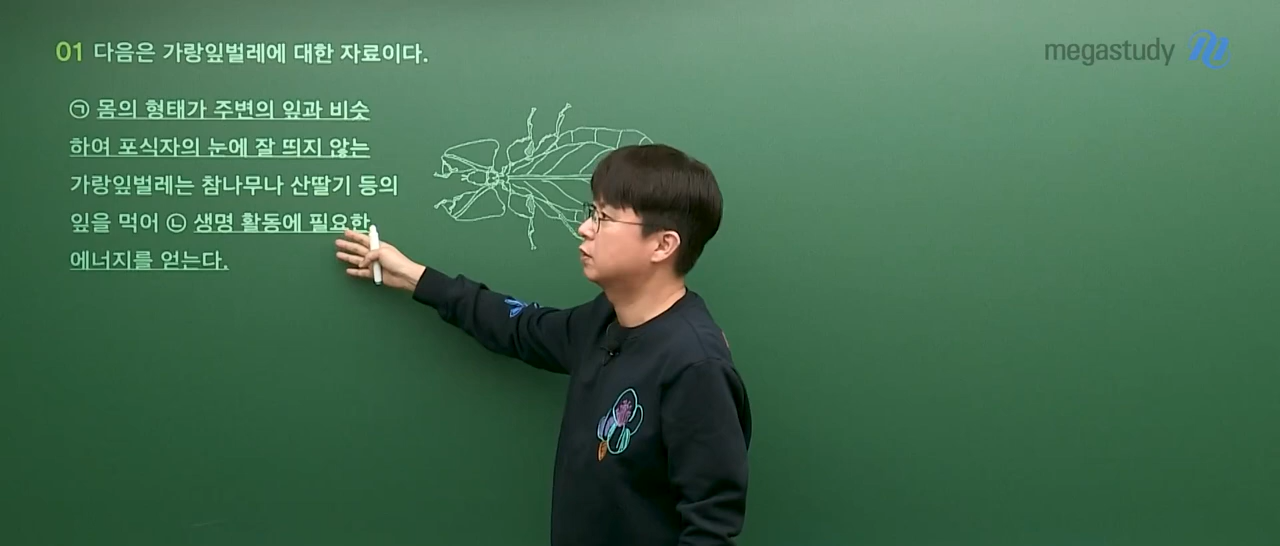 01 다음은 가랑잎벌레에 대한 자료이다.
megastudy
㉠ 몸의 형태가 주변의 잎과 비슷
하여 포식자의 눈에 잘 띄지 않는
가랑잎벌레는 참나무나 산딸기 등의
잎을 먹어 ㉡ 생명 활동에 필요한
에너지를 얻는다.